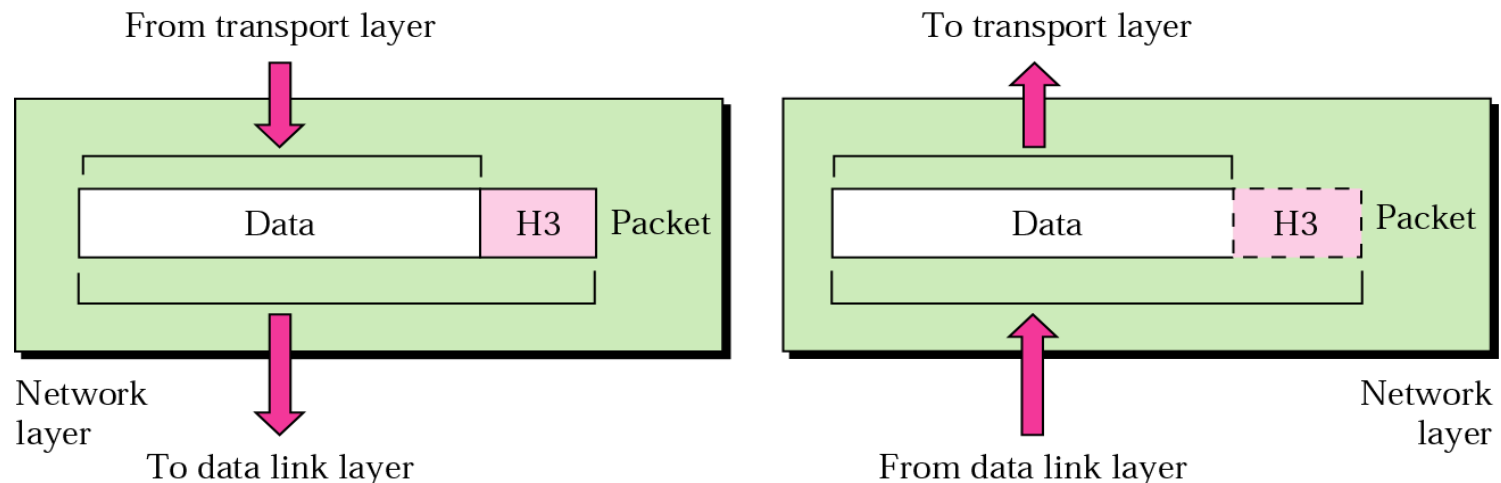 From transport layer
Data
H3
Packet
Network
layer
To data link layer
To transport layer
Data
H3
Packet
Network
layer
From data link layer